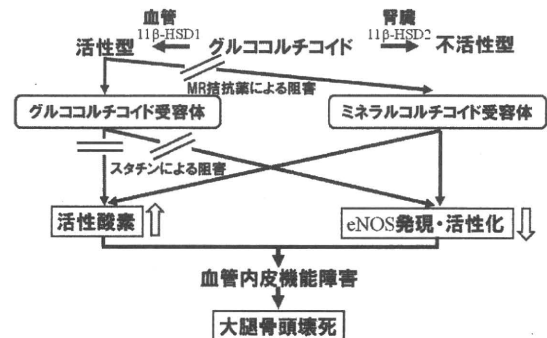 血管 腎臓
11β-HSD1 11β-HSD2
活性型 グルココルチコイド 不活性型
MR拮抗薬による阻害
グルココルチコイド受容体 ミネラルコルチコイド受容体
スタチンによる阻害
活性酸素 eNOS発現・活性化
血管内皮機能障害
大腿骨頭壊死